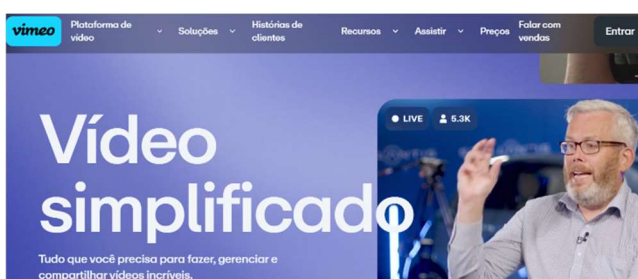 vimeo
Plataforma de
vídeo
Soluções
Histórias de
clientes
Recursos
Assistir
Preços
Falar com
vendas
Entrar
LIVE 5.3K
Vídeo
simplificado
Tudo que você precisa para fazer, gerenciar e
compartilhar vídeos incríveis.